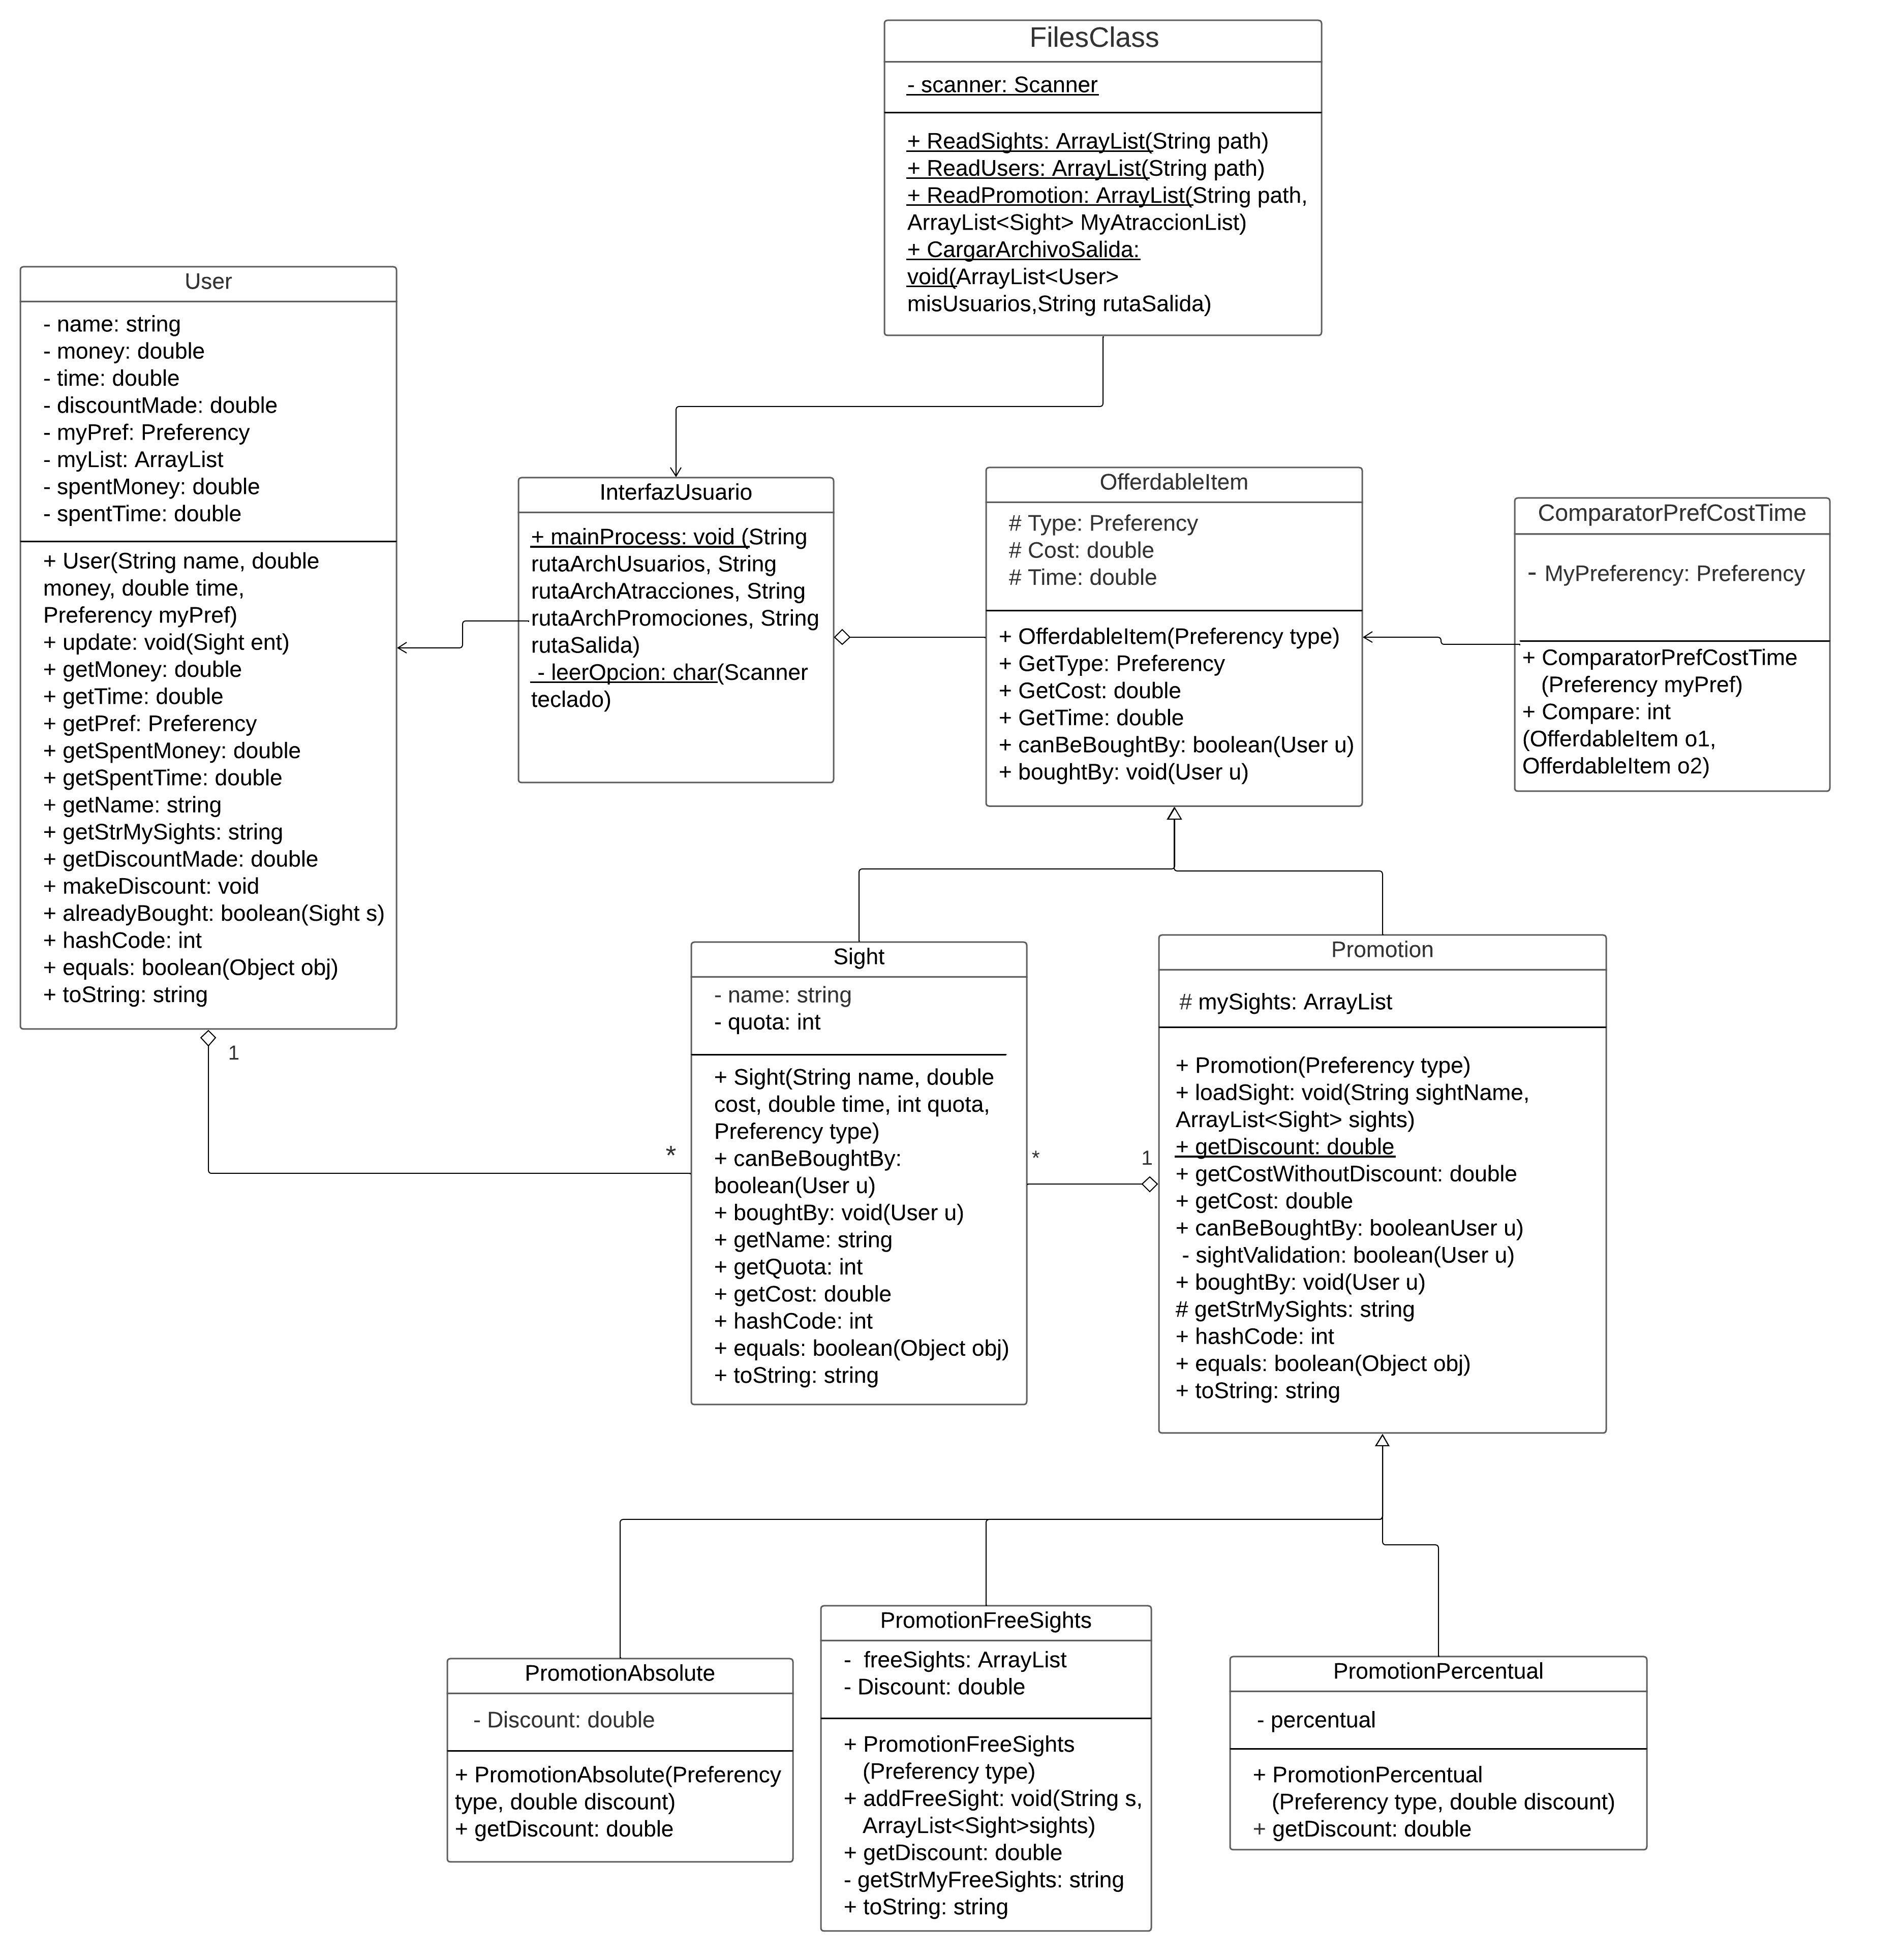 FilesClass
- scanner: Scanner
+ ReadSights: ArrayList(String path)
+ ReadUsers: ArrayList(String path)
+ ReadPromotion: ArrayList(String path,
ArrayList<Sight> MyAtraccionList)
+ CargarArchivoSalida:
void(ArrayList<User>
misUsuarios,String rutaSalida)
User
- name: string
- money: double
- time: double
- discountMade: double
- myPref: Preferency
- myList: ArrayList
- spentMoney: double
- spentTime: double
+ User(String name, double
money, double time,
Preferency myPref)
+ update: void(Sight ent)
+ getMoney: double
+ getTime: double
+ getPref: Preferency
+ getSpentMoney: double
+ getSpentTime: double
+ getName: string
+ getStrMySights: string
+ getDiscountMade: double
+ makeDiscount: void
+ alreadyBought: boolean(Sight s)
+ hashCode: int
+ equals: boolean(Object obj)
+ toString: string
InterfazUsuario
+ mainProcess: void (String
rutaArchUsuarios, String
rutaArchAtracciones, String
rutaArchPromociones, String
rutaSalida)
- leerOpcion: char(Scanner
teclado)
OfferdableItem
# Type: Preferency
# Cost: double
# Time: double
+ OfferdableItem(Preferency type)
+ GetType: Preferency
+ GetCost: double
+ GetTime: double
+ canBeBoughtBy: boolean(User u)
+ boughtBy: void(User u)
ComparatorPrefCostTime
- MyPreferency: Preferency
+ ComparatorPrefCostTime
(Preferency myPref)
+ Compare: int
(OfferdableItem o1,
OfferdableItem o2)
1
*
Sight
- name: string
- quota: int
+ Sight(String name, double
cost, double time, int quota,
Preferency type)
+ canBeBoughtBy:
boolean(User u)
+ boughtBy: void(User u)
+ getName: string
+ getQuota: int
+ getCost: double
+ hashCode: int
+ equals: boolean(Object obj)
+ toString: string
*
1
Promotion
# mySights: ArrayList
+ Promotion(Preferency type)
+ loadSight: void(String sightName,
ArrayList<Sight> sights)
+ getDiscount: double
+ getCostWithoutDiscount: double
+ getCost: double
+ canBeBoughtBy: booleanUser u)
- sightValidation: boolean(User u)
+ boughtBy: void(User u)
# getStrMySights: string
+ hashCode: int
+ equals: boolean(Object obj)
+ toString: string
PromotionAbsolute
- Discount: double
+ PromotionAbsolute(Preferency
type, double discount)
+ getDiscount: double
PromotionFreeSights
- freeSights: ArrayList
- Discount: double
+ PromotionFreeSights
(Preferency type)
+ addFreeSight: void(String s,
ArrayList<Sight>sights)
+ getDiscount: double
- getStrMyFreeSights: string
+ toString: string
PromotionPercentual
- percentual
+ PromotionPercentual
(Preferency type, double discount)
+ getDiscount: double